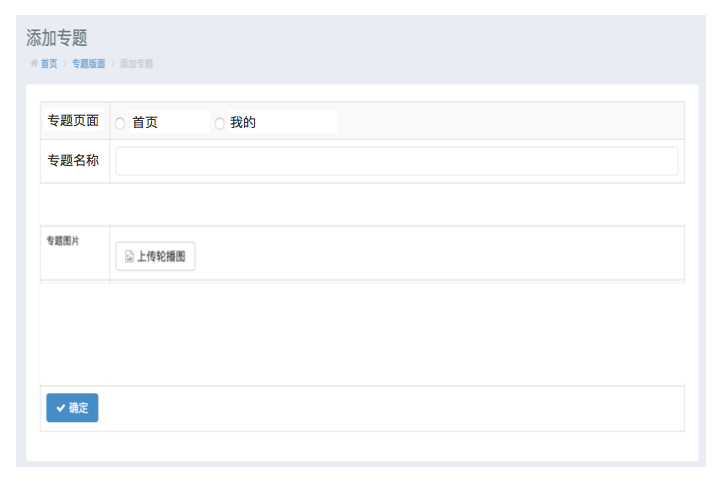 添加专题
首页 > 专题版面 > 添加专题
专题页面 首页 我的
专题名称
专题图片
上传轮播图
确定